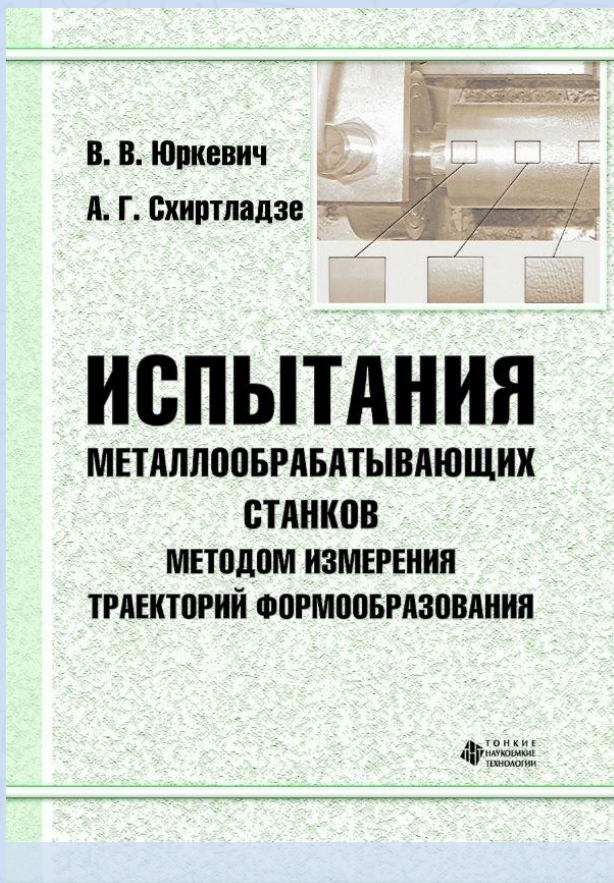 В. В. Юркевич
А. Г. Схиртладзе
ИСПЫТАНИЯ
МЕТАЛЛООБРАБАТЫВАЮЩИХ
СТАНКОВ
МЕТОДОМ ИЗМЕРЕНИЯ
ТРАЕКТОРИЙ ФОРМООБРАЗОВАНИЯ
ТОНКИЕ
НАУКОЕМКИЕ
ТЕХНОЛОГИИ